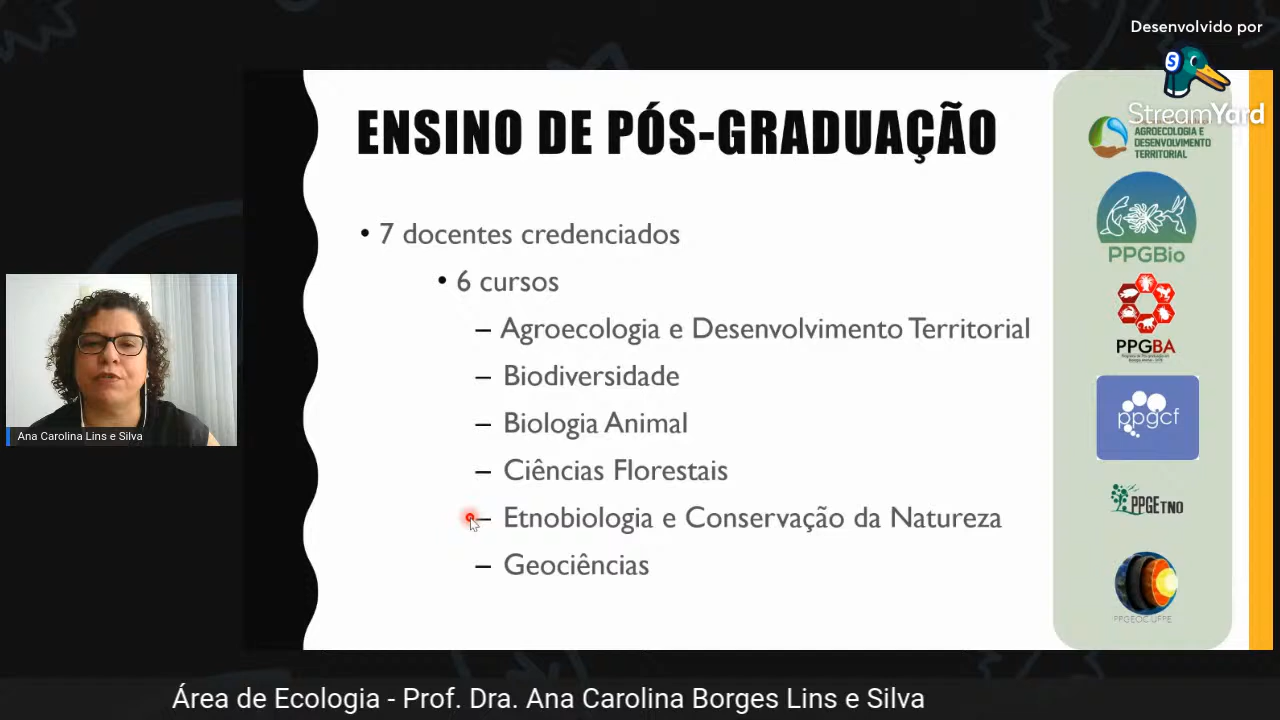 Desenvolvido por
StreamYard
ENSINO DE PÓS-GRADUAÇÃO
• 7 docentes credenciados
• 6 cursos
– Agroecologia e Desenvolvimento Territorial
– Biodiversidade
– Biologia Animal
– Ciências Florestais
– Etnobiologia e Conservação da Natureza
– Geociências
AGROECOLOGIA E
DESENVOLVIMENTO
TERRITORIAL
PPGBio
PPGBA
ppgcf
PPGETNO
PPGEOC-UFPE
Ana Carolina Lins e Silva
Área de Ecologia - Prof. Dra. Ana Carolina Borges Lins e Silva